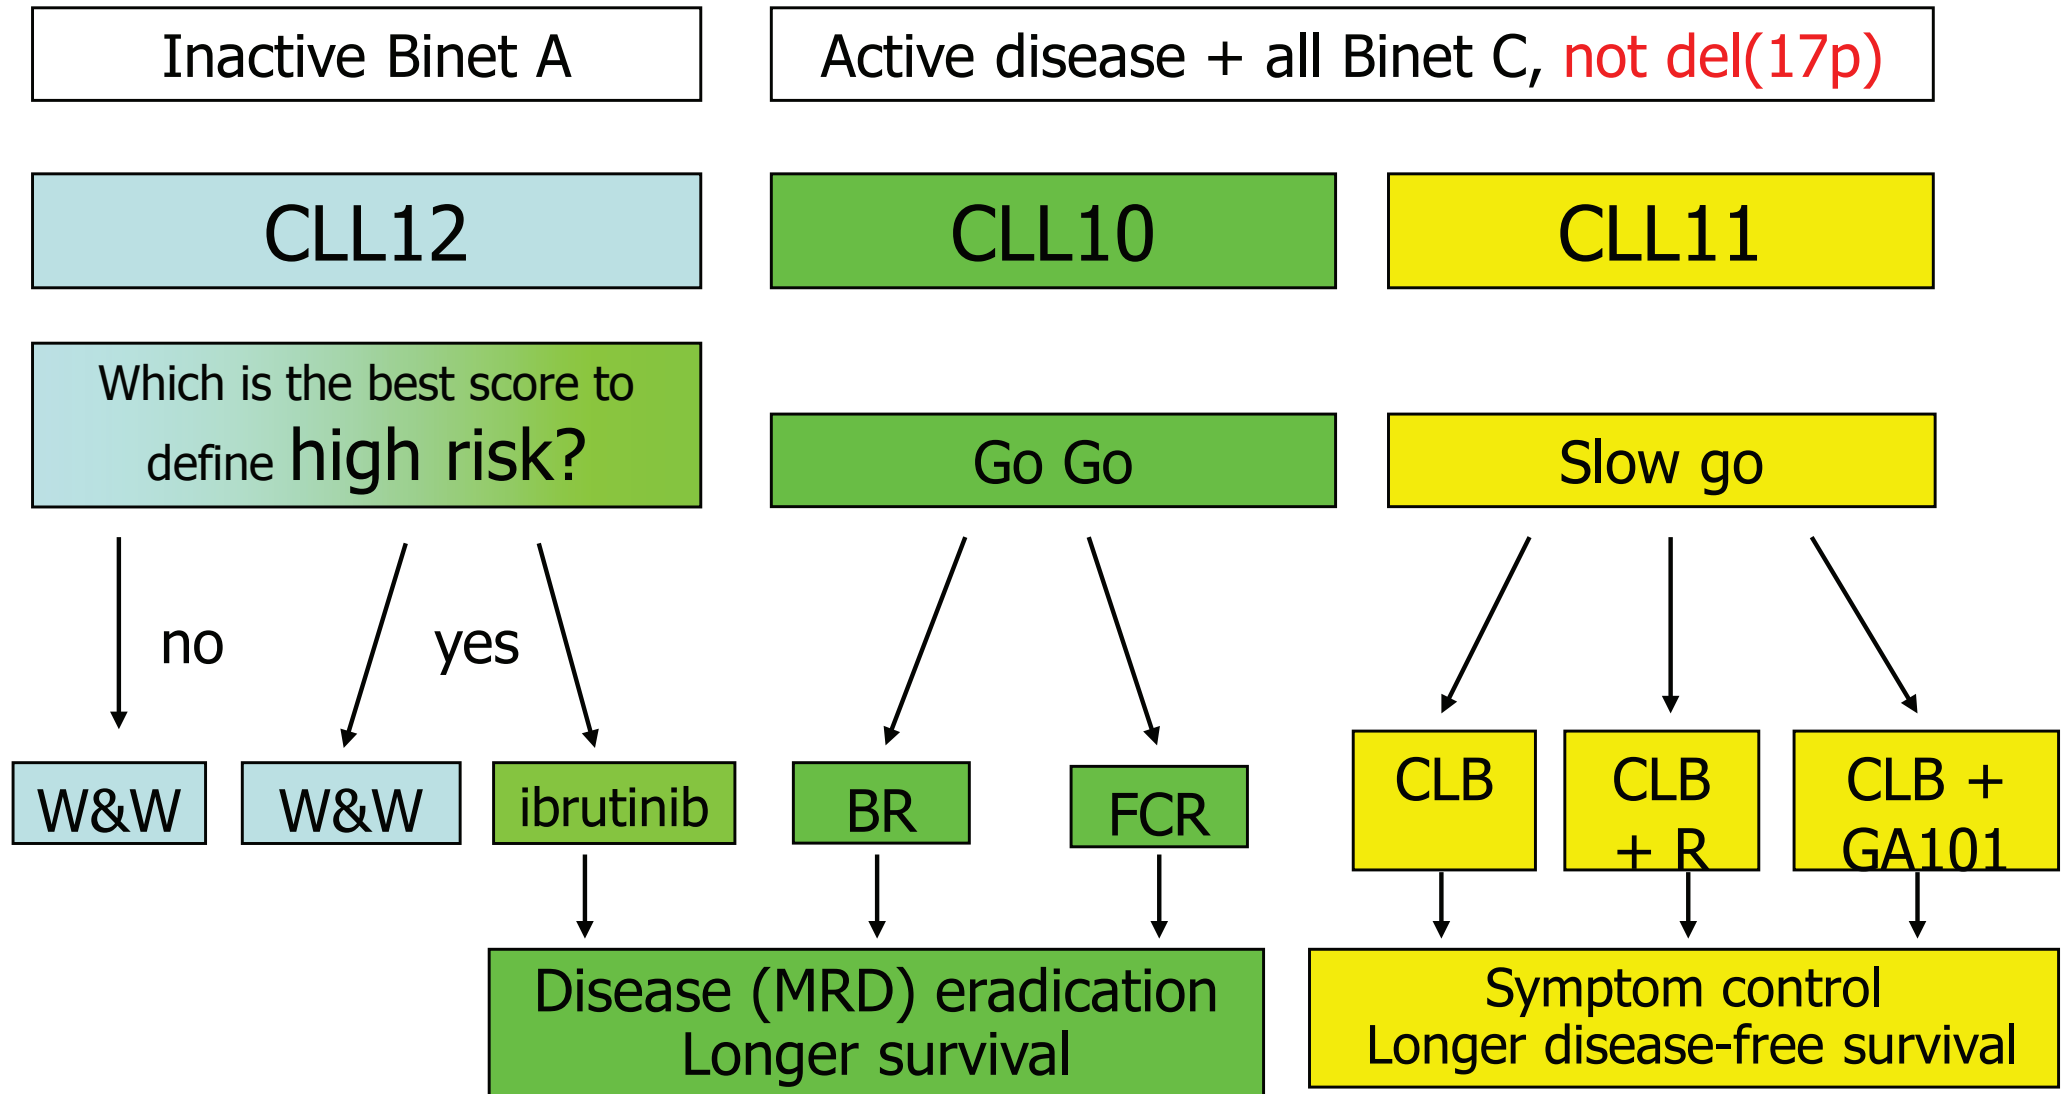 Inactive Binet A
Active disease + all Binet C, not del(17p)
CLL12
CLL10
CLL11
Which is the best score to
define high risk?
Go Go
Slow go
no
yes
W&W
W&W
ibrutinib
BR
FCR
CLB
CLB
+ R
CLB +
GA101
Disease (MRD) eradication
Longer survival
Symptom control
Longer disease-free survival